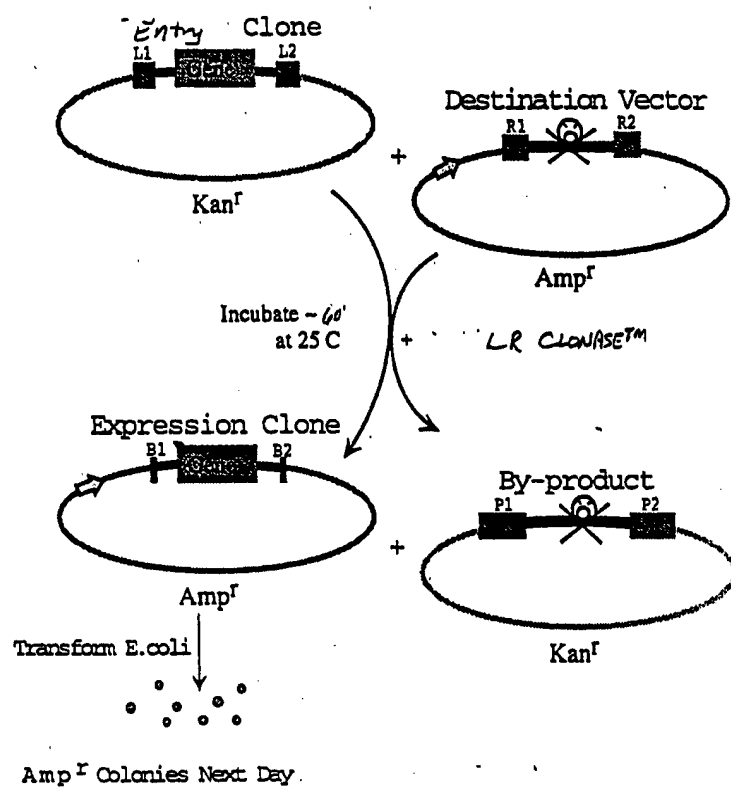 Entry Clone
L1 Gene L2
Kanr
+
Destination Vector
R1 R2
Ampr
Incubate ~ 60'
at 25 C
+ LR CLONASE™
Expression Clone
B1 Gene B2
Ampr
+
By-product
P1 P2
Kanr
Transform E.coli
Ampr Colonies Next Day